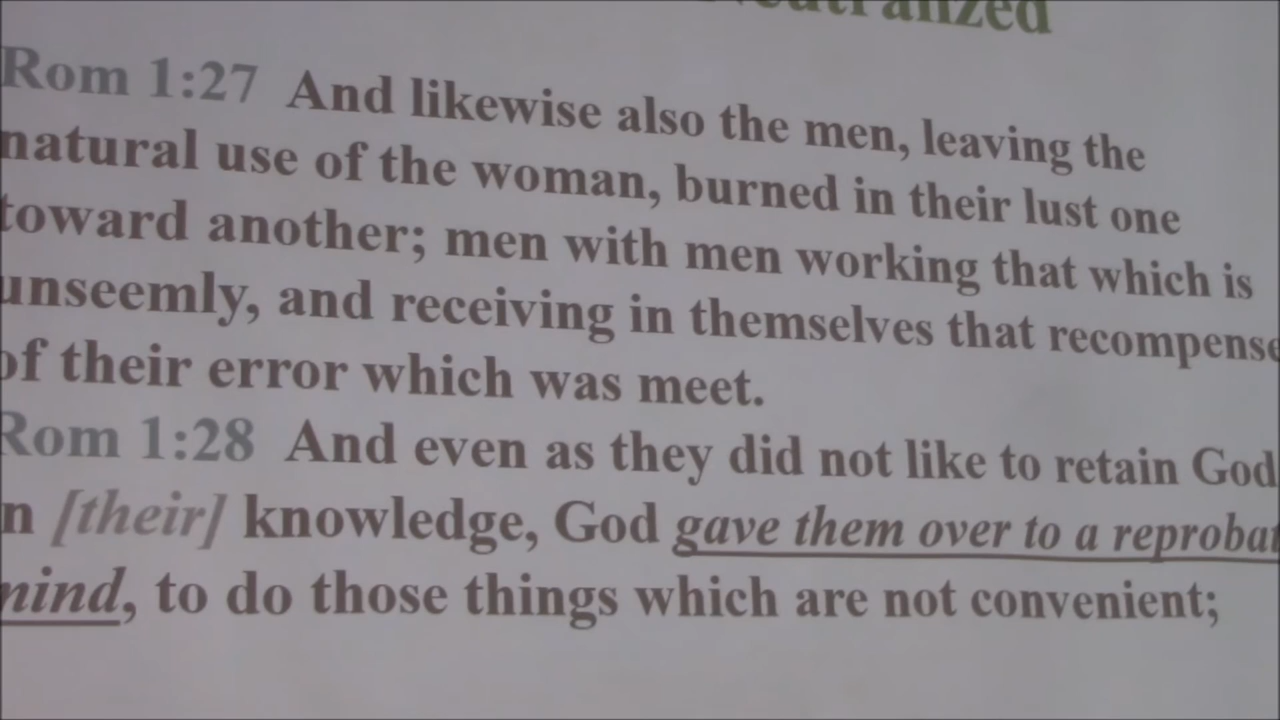 Neutralized
Rom 1:27 And likewise also the men, leaving the
natural use of the woman, burned in their lust one
toward another; men with men working that which is
unseemly, and receiving in themselves that recompense
of their error which was meet.
Rom 1:28 And even as they did not like to retain God
in [their] knowledge, God gave them over to a reprobat
mind, to do those things which are not convenient;